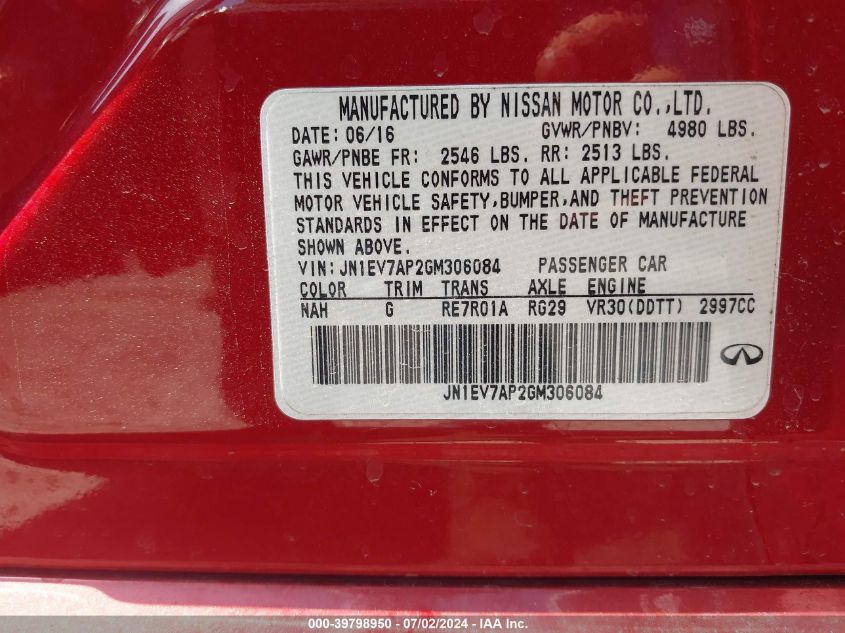 MANUFACTURED BY NISSAN MOTOR CO.,LTD.
DATE: 06/16 GVWR/PNBV: 4980 LBS.
GAWR/PNBE FR: 2546 LBS. RR: 2513 LBS.
THIS VEHICLE CONFORMS TO ALL APPLICABLE FEDERAL
MOTOR VEHICLE SAFETY,BUMPER,AND THEFT PREVENTION
STANDARDS IN EFFECT ON THE DATE OF MANUFACTURE
SHOWN ABOVE.
VIN:JN1EV7AP2GM306084 PASSENGER CAR
COLOR TRIM TRANS AXLE ENGINE
NAH G RE7R01A RG29 VR30(DDTT) 2997CC
JN1EV7AP2GM306084
000-39798950 - 07/02/2024 - IAA Inc.